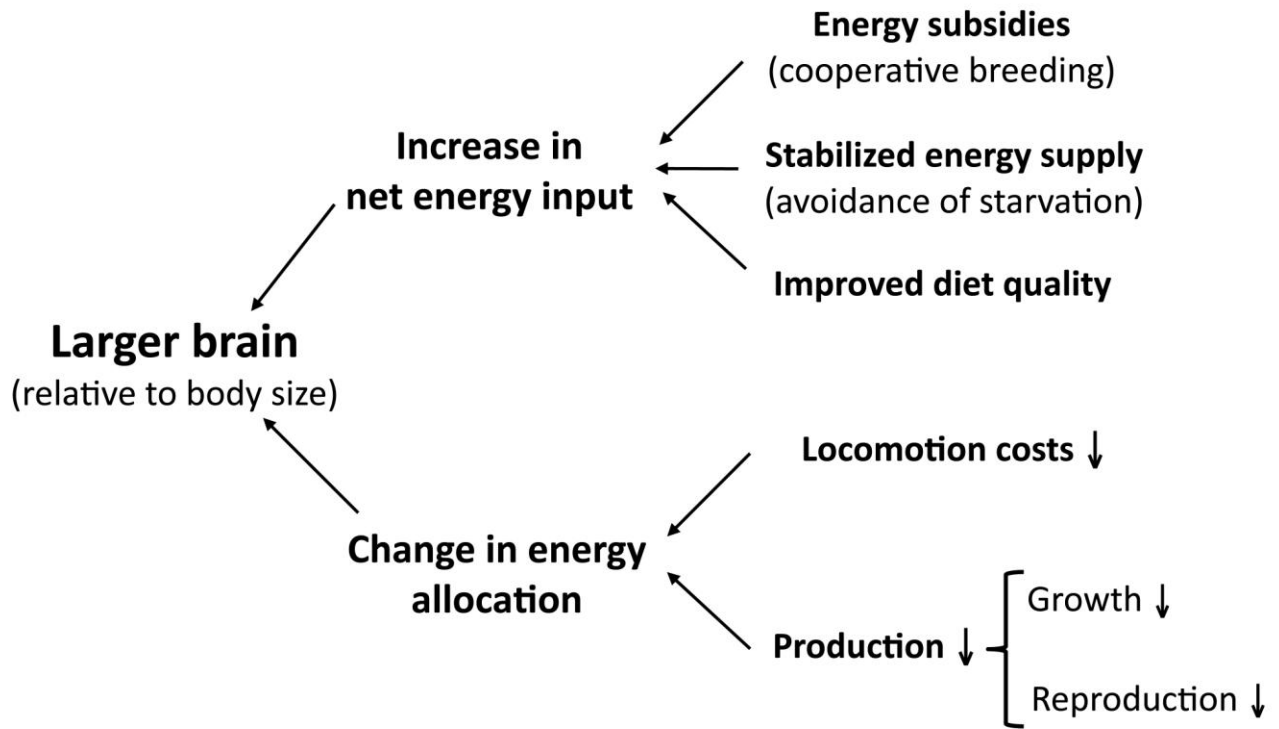 Energy subsidies
(cooperative breeding)
Increase in
net energy input
Stabilized energy supply
(avoidance of starvation)
Improved diet quality
Larger brain
(relative to body size)
Locomotion costs ↓
Change in energy
allocation
Growth ↓
Production ↓
Reproduction ↓